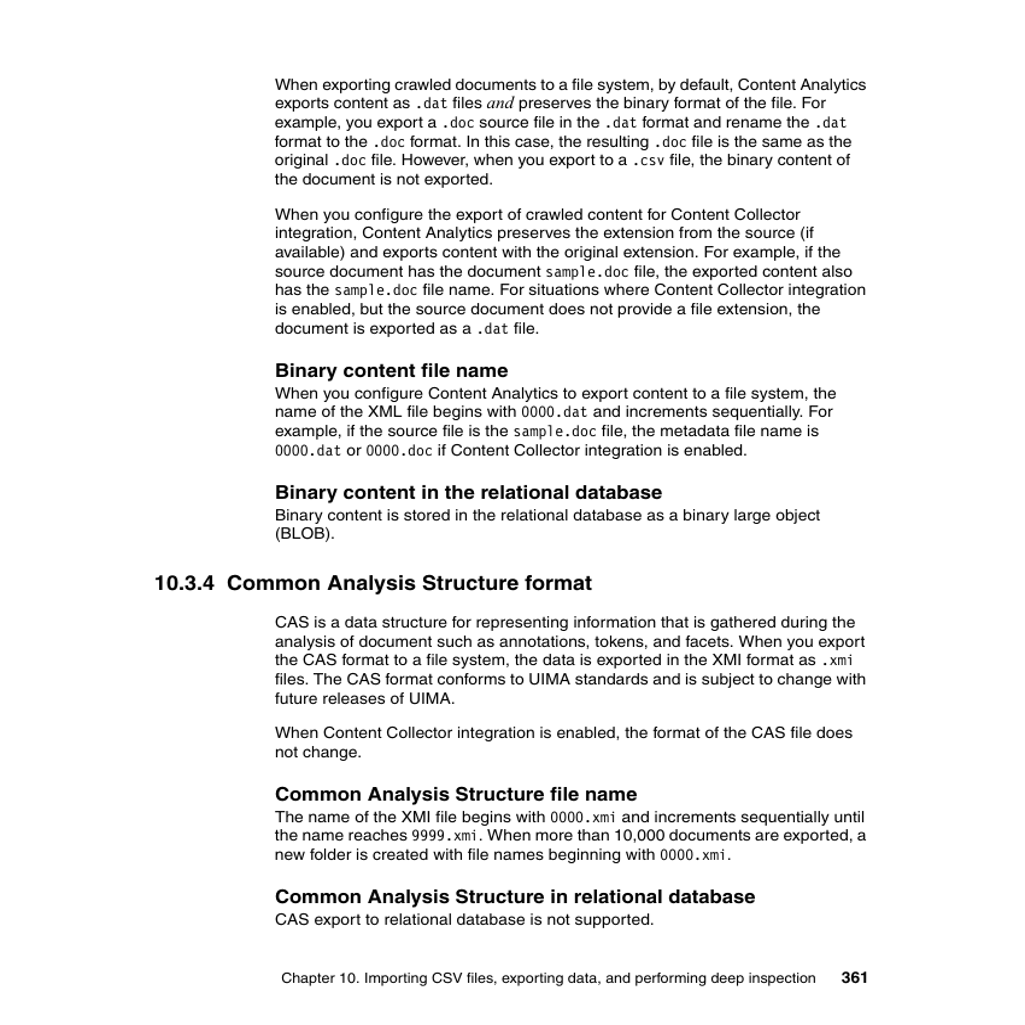 When exporting crawled documents to a file system, by default, Content Analytics
exports content as .dat files and preserves the binary format of the file. For
example, you export a .doc source file in the .dat format and rename the .dat
format to the .doc format. In this case, the resulting .doc file is the same as the
original .doc file. However, when you export to a .csv file, the binary content of
the document is not exported.
When you configure the export of crawled content for Content Collector
integration, Content Analytics preserves the extension from the source (if
available) and exports content with the original extension. For example, if the
source document has the document sample.doc file, the exported content also
has the sample.doc file name. For situations where Content Collector integration
is enabled, but the source document does not provide a file extension, the
document is exported as a .dat file.
Binary content file name
When you configure Content Analytics to export content to a file system, the
name of the XML file begins with 0000.dat and increments sequentially. For
example, if the source file is the sample.doc file, the metadata file name is
0000.dat or 0000.doc if Content Collector integration is enabled.
Binary content in the relational database
Binary content is stored in the relational database as a binary large object
(BLOB).
10.3.4 Common Analysis Structure format
CAS is a data structure for representing information that is gathered during the
analysis of document such as annotations, tokens, and facets. When you export
the CAS format to a file system, the data is exported in the XMI format as .xmi
files. The CAS format conforms to UIMA standards and is subject to change with
future releases of UIMA.
When Content Collector integration is enabled, the format of the CAS file does
not change.
Common Analysis Structure file name
The name of the XMI file begins with 0000.xmi and increments sequentially until
the name reaches 9999.xmi. When more than 10,000 documents are exported, a
new folder is created with file names beginning with 0000.xmi.
Common Analysis Structure in relational database
CAS export to relational database is not supported.
Chapter 10. Importing CSV files, exporting data, and performing deep inspection 361